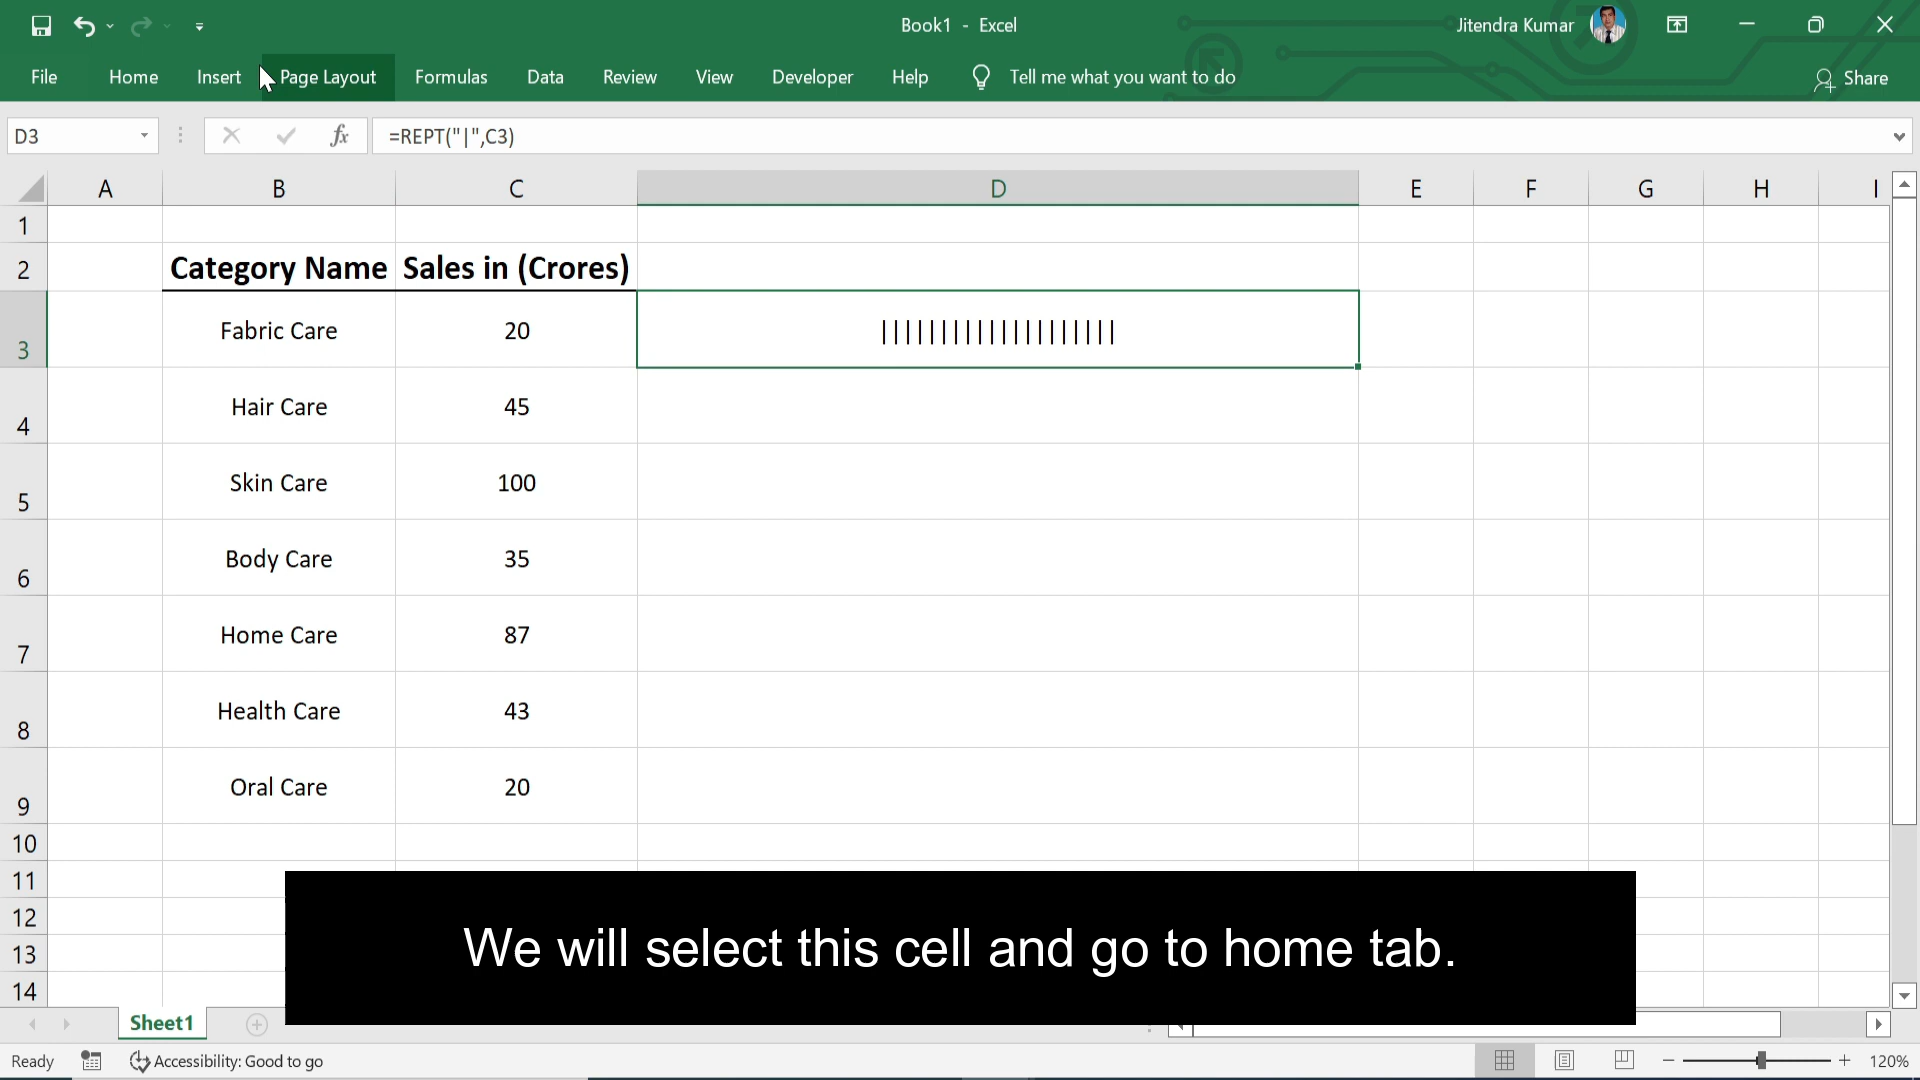 Book1 - Excel
Jitendra Kumar
File Home Insert Page Layout Formulas Data Review View Developer Help Tell me what you want to do Share
D3 fx =REPT("|",C3)
A B C D E F G H I
1
2 Category Name Sales in (Crores)
3 Fabric Care 20 ||||||||||||||||||||
4 Hair Care 45
5 Skin Care 100
6 Body Care 35
7 Home Care 87
8 Health Care 43
9 Oral Care 20
10
11
12
13
14
We will select this cell and go to home tab.
Sheet1
Ready Accessibility: Good to go 120%